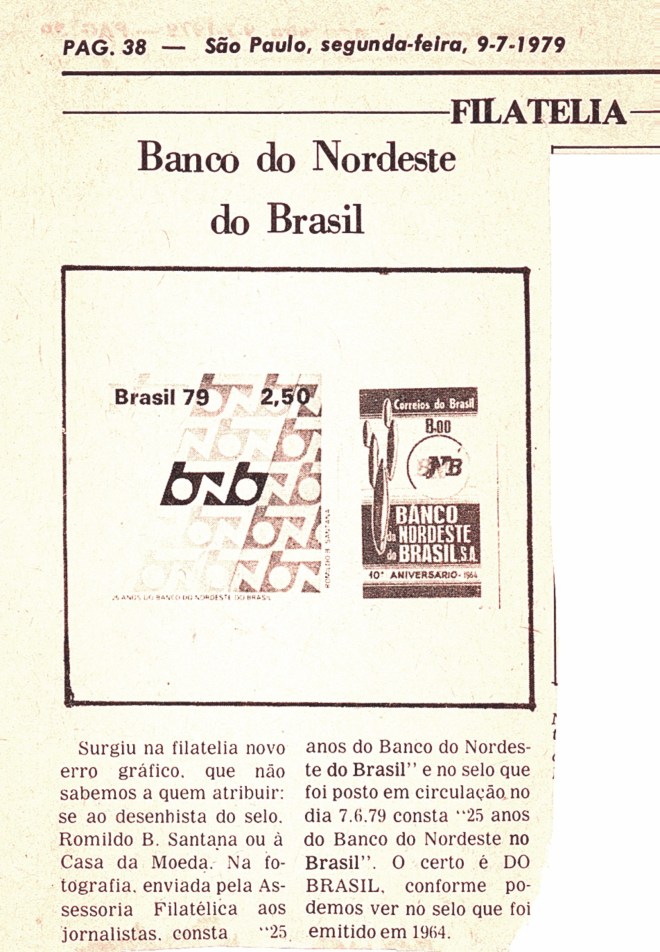 PAG. 38 — São Paulo, segunda-feira, 9-7-1979
FILATELIA
Banco do Nordeste
do Brasil
Brasil 79 2,50
bnb
ROMILDO B. SANTANA
25 ANOS DO BANCO DO NORDESTE DO BRASIL
Correios do Brasil
8,00
BNB
BANCO
do NORDESTE
do BRASIL S.A.
10º ANIVERSARIO - 1964
Surgiu na filatelia novo
erro gráfico, que não
sabemos a quem atribuir:
se ao desenhista do selo,
Romildo B. Santana ou à
Casa da Moeda. Na fo-
tografia, enviada pela As-
sessoria Filatélica aos
jornalistas, consta “25
anos do Banco do Nordes-
te do Brasil” e no selo que
foi posto em circulação no
dia 7.6.79 consta “25 anos
do Banco do Nordeste no
Brasil”. O certo é DO
BRASIL, conforme po-
demos ver no selo que foi
emitido em 1964.